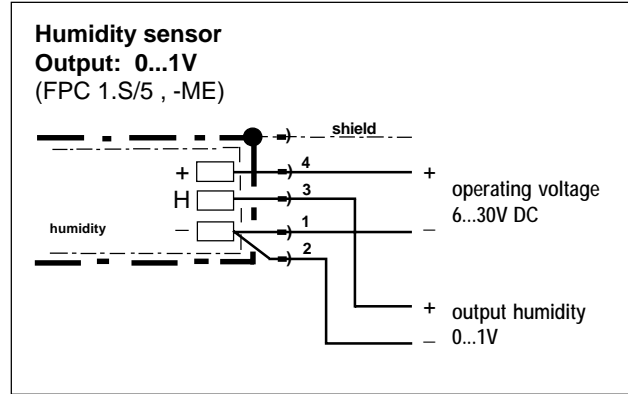 Humidity sensor
Output: 0...1V
(FPC 1.S/5 , -ME)
shield
+ 4 +
H 3
humidity − 1 −
2
operating voltage
6...30V DC
+ output humidity
− 0...1V